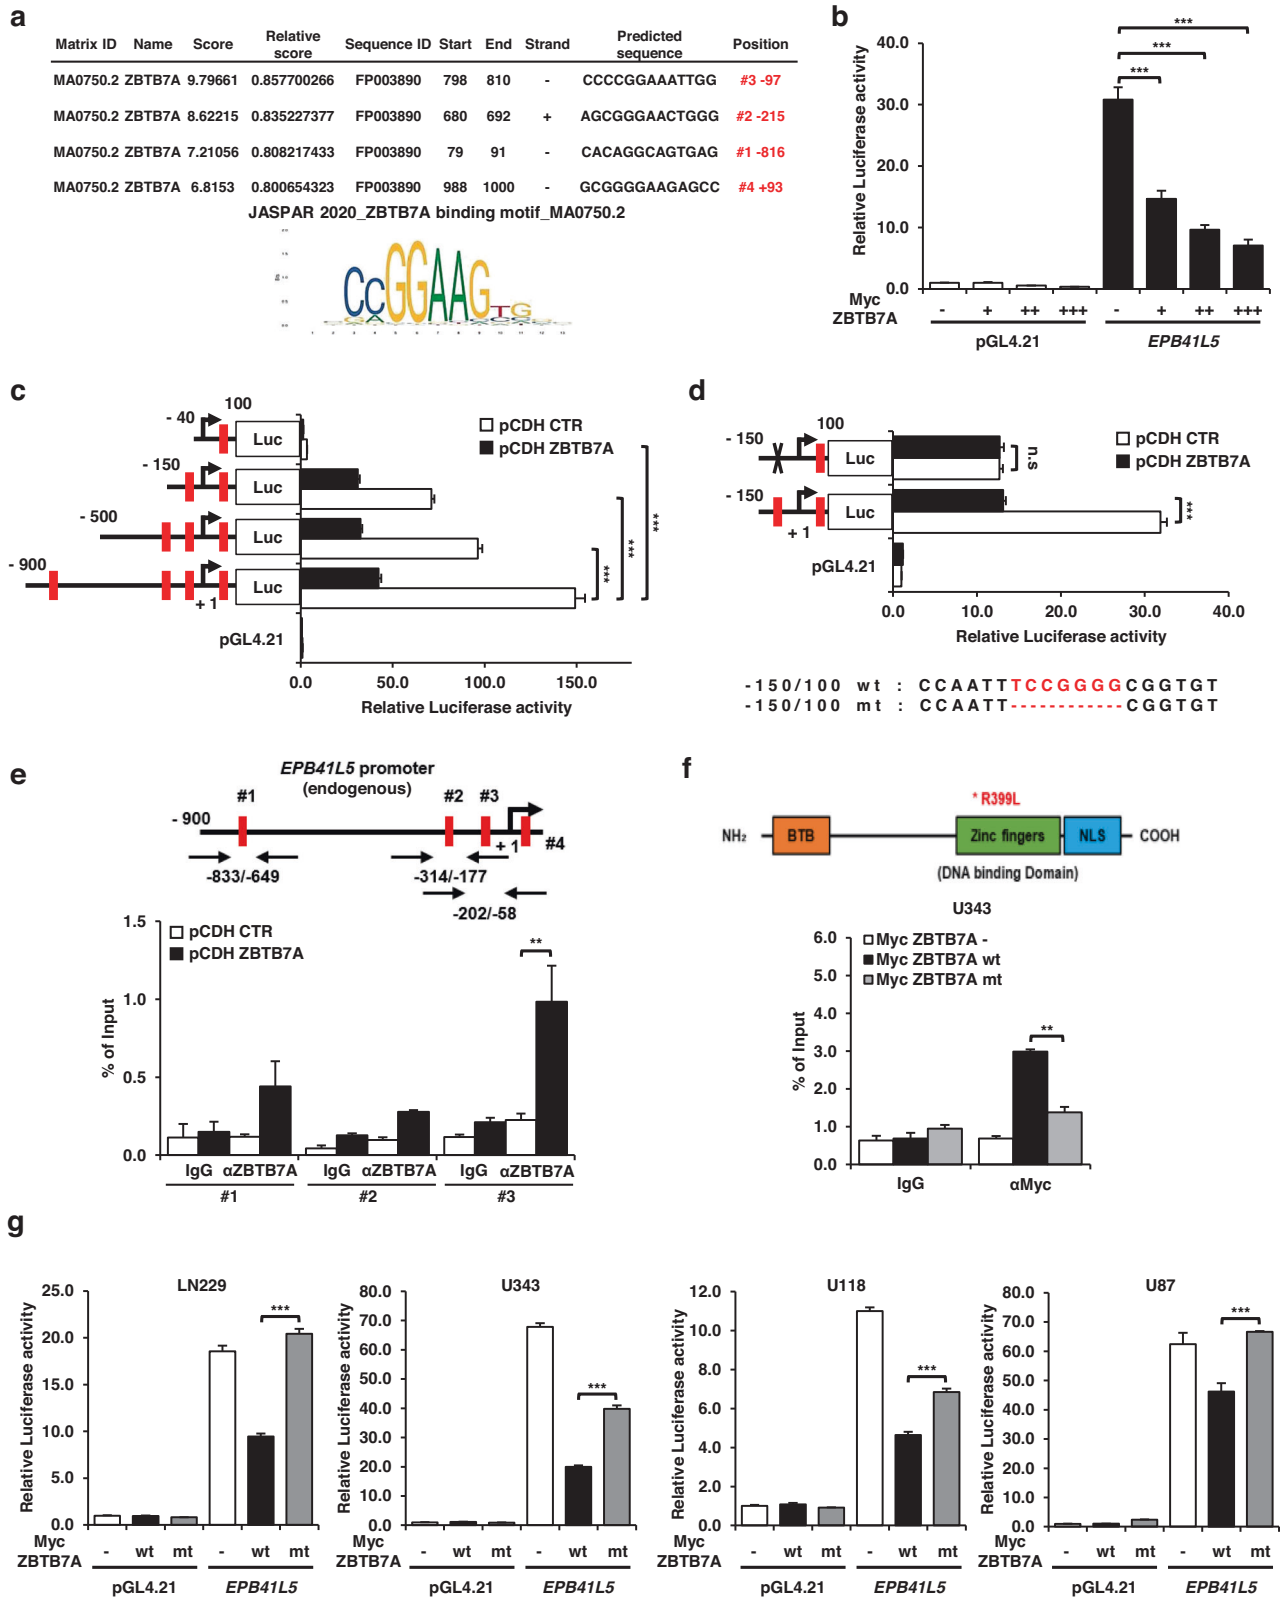 a
Matrix ID Name Score Relative score Sequence ID Start End Strand Predicted sequence Position
MA0750.2 ZBTB7A 9.79661 0.857700266 FP003890 798 810 - CCCCGGAAATTGG #3 -97
MA0750.2 ZBTB7A 8.62215 0.835227377 FP003890 680 692 + AGCGGGAACTGGG #2 -215
MA0750.2 ZBTB7A 7.21056 0.808217433 FP003890 79 91 - CACAGGCAGTGAG #1 -816
MA0750.2 ZBTB7A 6.8153 0.800654323 FP003890 988 1000 - GCGGGGAAGAGCC #4 +93
JASPAR 2020_ZBTB7A binding motif_MA0750.2
CCGGAAGTG
b
Relative Luciferase activity
40.0
30.0
20.0
10.0
0.0
***
***
***
Myc ZBTB7A
- + ++ +++ - + ++ +++
pGL4.21 EPB41L5
c
- 40 100
Luc
- 150
Luc
- 500
Luc
- 900
+ 1
Luc
pGL4.21
pCDH CTR
pCDH ZBTB7A
***
***
***
0.0 50.0 100.0 150.0
Relative Luciferase activity
d
- 150 100
Luc
-150
+ 1
Luc
pGL4.21
pCDH CTR
pCDH ZBTB7A
n.s
***
0.0 10.0 20.0 30.0 40.0
Relative Luciferase activity
-150/100 wt : CCAATTTCCGGGGCGGTGT
-150/100 mt : CCAATT------------CGGTGT
e
EPB41L5 promoter
(endogenous)
#1 #2 #3
- 900
+ 1 #4
-833/-649 -314/-177
-202/-58
pCDH CTR
pCDH ZBTB7A
% of Input
1.5
1.0
0.5
0.0
**
IgG αZBTB7A IgG αZBTB7A IgG αZBTB7A
#1 #2 #3
f
* R399L
NH₂ BTB Zinc fingers NLS COOH
(DNA binding Domain)
U343
Myc ZBTB7A -
Myc ZBTB7A wt
Myc ZBTB7A mt
% of Input
6.0
5.0
4.0
3.0
2.0
1.0
0.0
**
IgG αMyc
g
LN229
Relative Luciferase activity
25.0
20.0
15.0
10.0
5.0
0.0
***
Myc ZBTB7A
- wt mt - wt mt
pGL4.21 EPB41L5
U343
Relative Luciferase activity
80.0
70.0
60.0
50.0
40.0
30.0
20.0
10.0
0.0
***
Myc ZBTB7A
- wt mt - wt mt
pGL4.21 EPB41L5
U118
Relative Luciferase activity
12.0
10.0
8.0
6.0
4.0
2.0
0.0
***
Myc ZBTB7A
- wt mt - wt mt
pGL4.21 EPB41L5
U87
Relative Luciferase activity
80.0
70.0
60.0
50.0
40.0
30.0
20.0
10.0
0.0
***
Myc ZBTB7A
- wt mt - wt mt
pGL4.21 EPB41L5